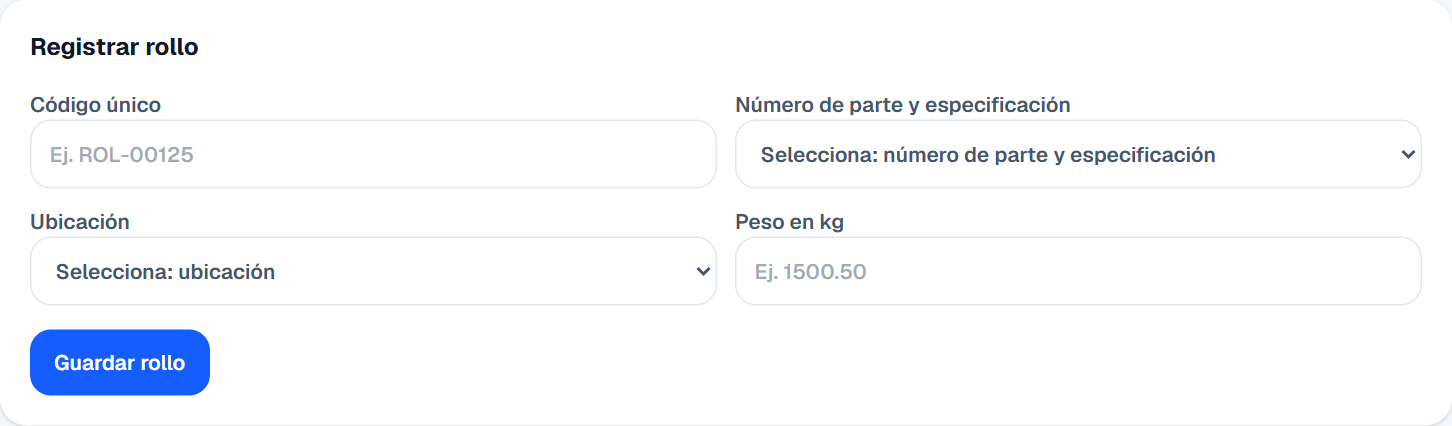 Registrar rollo
Código único
Número de parte y especificación
Ej. ROL-00125
Selecciona: número de parte y especificación
Ubicación
Peso en kg
Selecciona: ubicación
Ej. 1500.50
Guardar rollo